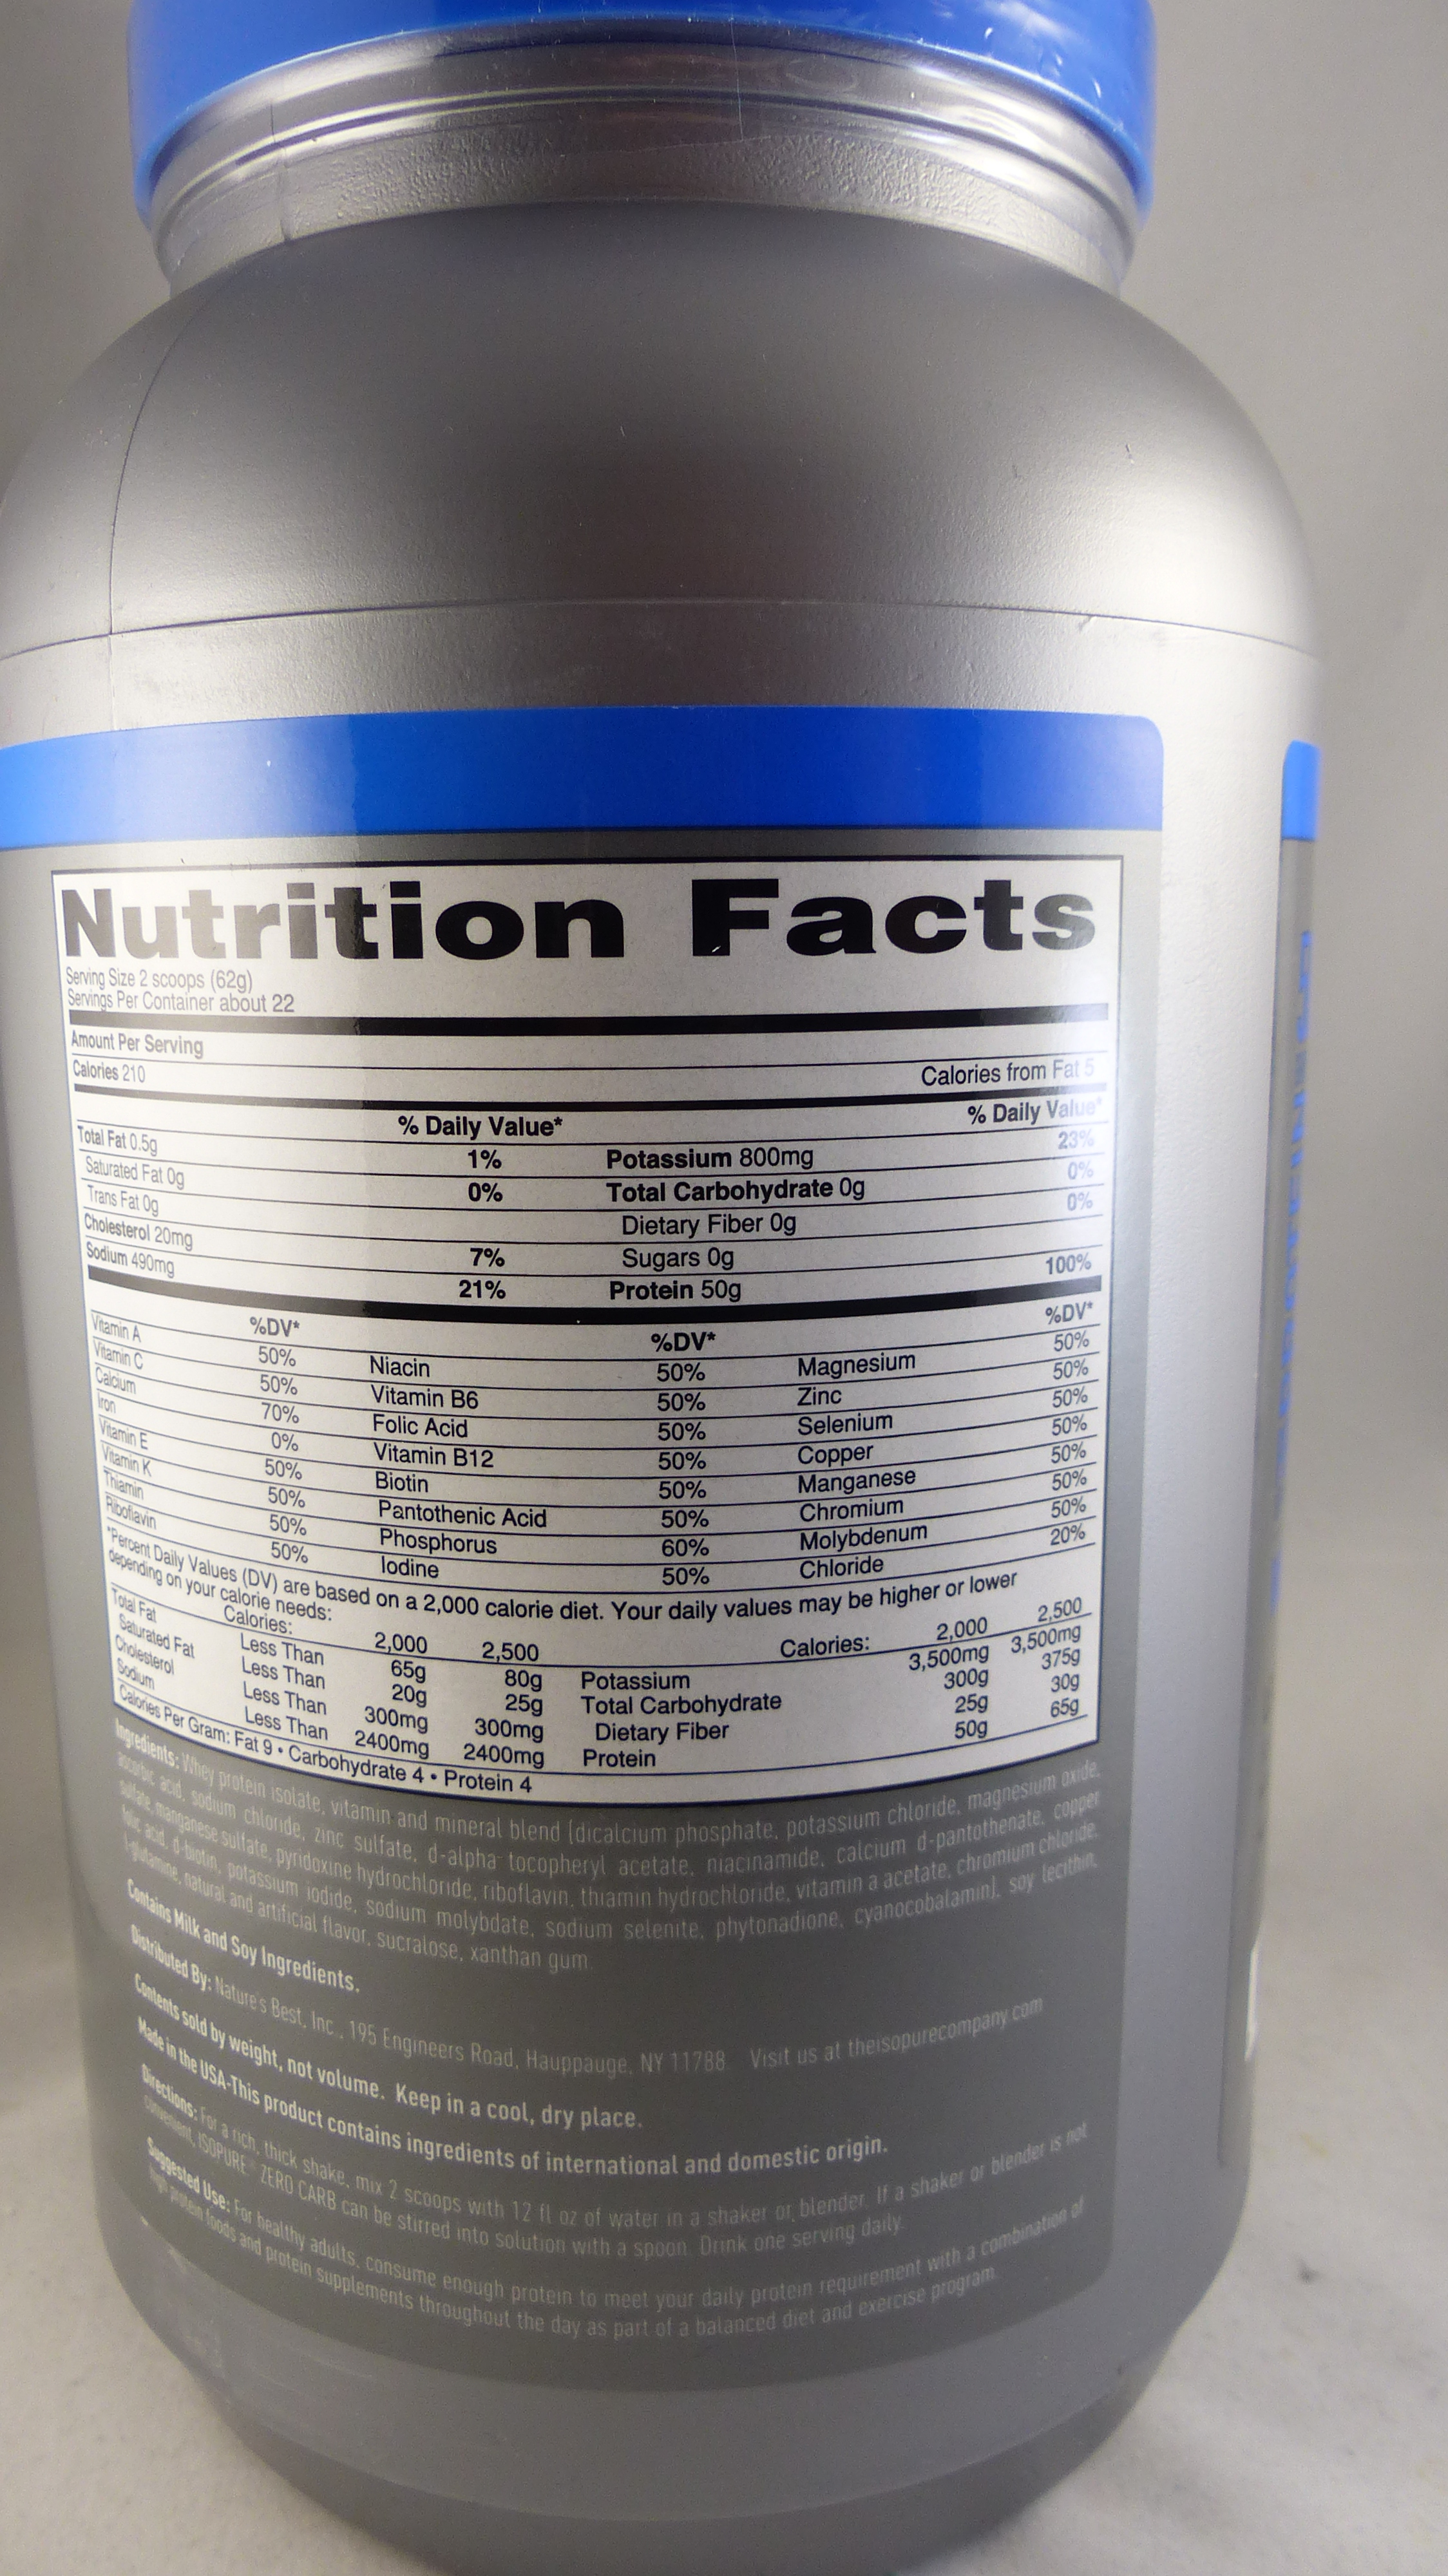 Nutrition Facts
Serving Size 2 scoops (62g)
Servings Per Container about 22
Amount Per Serving
Calories 210 Calories from Fat 5
% Daily Value* % Daily Value*
Total Fat 0.5g 1% Potassium 800mg 23%
Saturated Fat 0g 0% Total Carbohydrate 0g 0%
Trans Fat 0g Dietary Fiber 0g 0%
Cholesterol 20mg 7% Sugars 0g
Sodium 490mg 21% Protein 50g 100%
%DV* %DV* %DV*
Vitamin A 50% Niacin 50% Magnesium 50%
Vitamin C 50% Vitamin B6 50% Zinc 50%
Calcium 70% Folic Acid 50% Selenium 50%
Iron 0% Vitamin B12 50% Copper 50%
Vitamin E 50% Biotin 50% Manganese 50%
Vitamin K 50% Pantothenic Acid 50% Chromium 50%
Thiamin 50% Phosphorus 60% Molybdenum 50%
Riboflavin 50% Iodine 50% Chloride 20%
*Percent Daily Values (DV) are based on a 2,000 calorie diet. Your daily values may be higher or lower
depending on your calorie needs:
Calories: 2,000 2,500 Calories: 2,000 2,500
Total Fat Less Than 65g 80g Potassium 3,500mg 3,500mg
Saturated Fat Less Than 20g 25g Total Carbohydrate 300g 375g
Cholesterol Less Than 300mg 300mg Dietary Fiber 25g 30g
Sodium Less Than 2400mg 2400mg Protein 50g 65g
Calories Per Gram: Fat 9 • Carbohydrate 4 • Protein 4
Ingredients: Whey protein isolate, vitamin and mineral blend (dicalcium phosphate, potassium chloride, magnesium oxide,
ascorbic acid, sodium chloride, zinc sulfate, d-alpha tocopheryl acetate, niacinamide, calcium d-pantothenate, copper
sulfate, manganese sulfate, pyridoxine hydrochloride, riboflavin, thiamin hydrochloride, vitamin a acetate, chromium chloride,
folic acid, d-biotin, potassium iodide, sodium molybdate, sodium selenite, phytonadione, cyanocobalamin), soy lecithin,
l-glutamine, natural and artificial flavor, sucralose, xanthan gum.
Contains Milk and Soy Ingredients.
Distributed By: Nature's Best, Inc., 195 Engineers Road, Hauppauge, NY 11788 Visit us at theisopurecompany.com
Contents sold by weight, not volume. Keep in a cool, dry place.
Made in the USA-This product contains ingredients of international and domestic origin.
Directions: For a rich, thick shake, mix 2 scoops with 12 fl oz of water in a shaker or blender. If a shaker or blender is not
convenient, ISOPURE® ZERO CARB can be stirred into solution with a spoon. Drink one serving daily.
Suggested Use: For healthy adults, consume enough protein to meet your daily protein requirement with a combination of
high protein foods and protein supplements throughout the day as part of a balanced diet and exercise program.